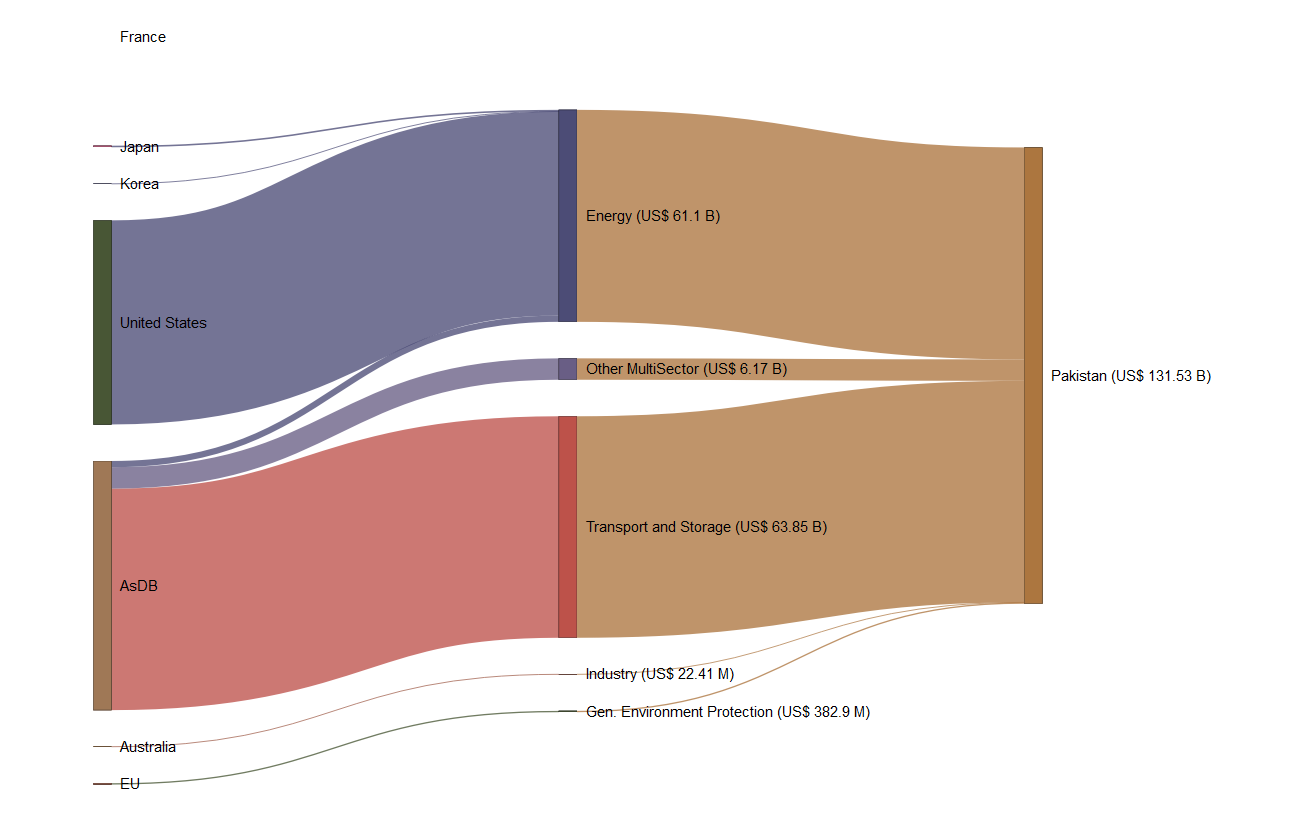 France
Japan
Korea
United States
AsDB
Australia
EU
Energy (US$ 61.1 B)
Other MultiSector (US$ 6.17 B)
Transport and Storage (US$ 63.85 B)
Industry (US$ 22.41 M)
Gen. Environment Protection (US$ 382.9 M)
Pakistan (US$ 131.53 B)